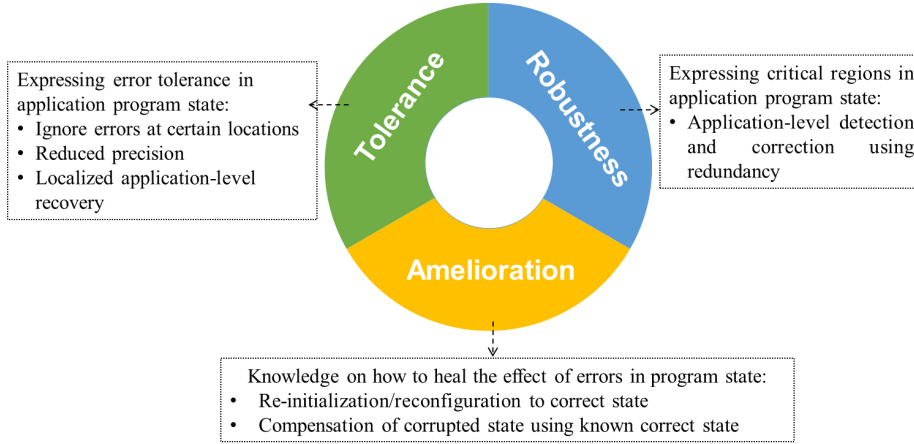 Tolerance
Robustness
Amelioration
Expressing error tolerance in
application program state:
• Ignore errors at certain locations
• Reduced precision
• Localized application-level
recovery
Expressing critical regions in
application program state:
• Application-level detection
and correction using
redundancy
Knowledge on how to heal the effect of errors in program state:
• Re-initialization/reconfiguration to correct state
• Compensation of corrupted state using known correct state